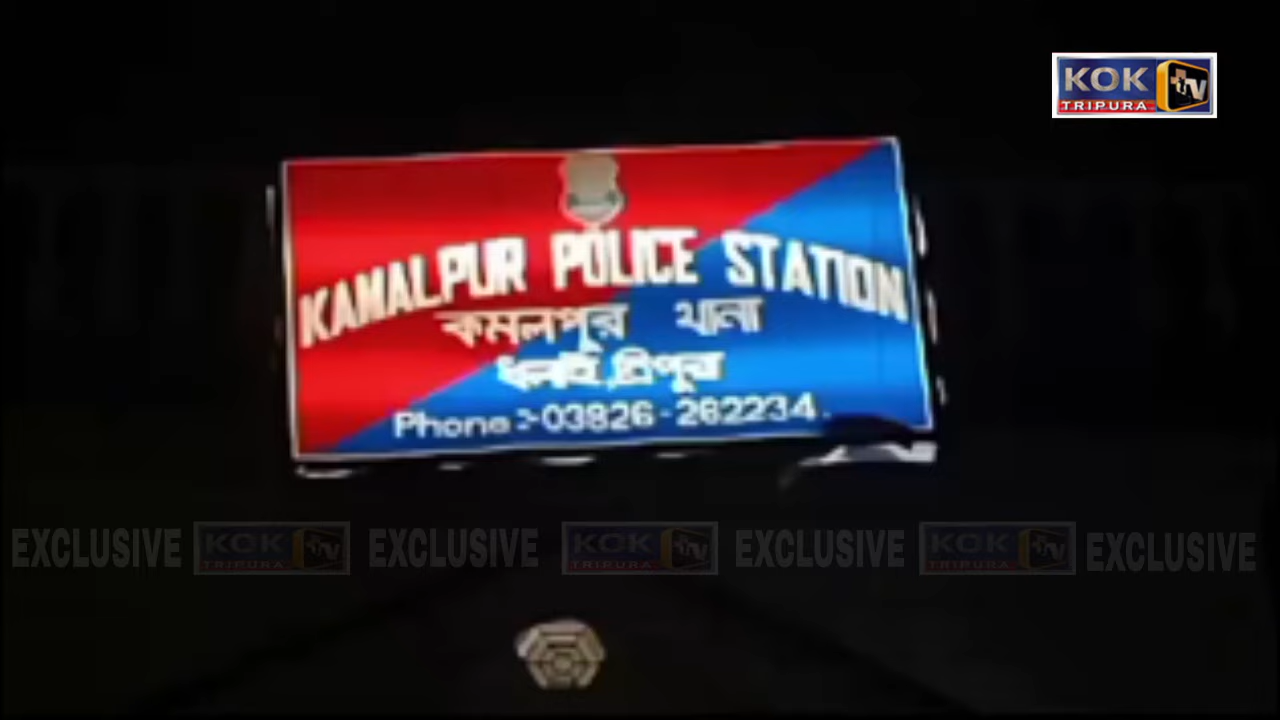 KOK tv
TRIPURA
KAMALPUR POLICE STATION
কমলপুর থানা
ধলাই, ত্রিপুরা
Phone :-03826-262234.
EXCLUSIVE KOK tv EXCLUSIVE KOK tv EXCLUSIVE KOK tv EXCLUSIVE
TRIPURA TRIPURA TRIPURA